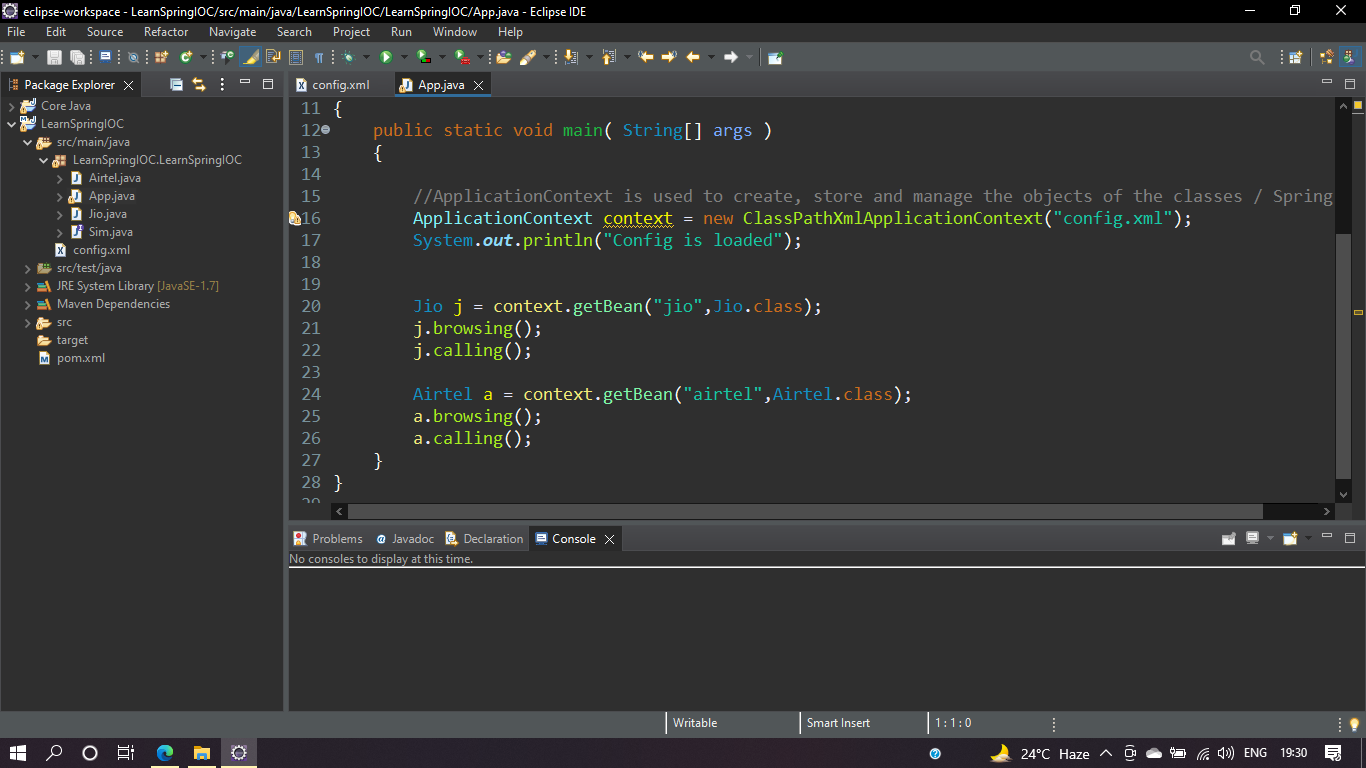 eclipse-workspace - LearnSpringIOC/src/main/java/LearnSpringIOC/LearnSpringIOC/App.java - Eclipse IDE
File Edit Source Refactor Navigate Search Project Run Window Help
Package Explorer
Core Java
LearnSpringIOC
src/main/java
LearnSpringIOC.LearnSpringIOC
Airtel.java
App.java
Jio.java
Sim.java
config.xml
src/test/java
JRE System Library [JavaSE-1.7]
Maven Dependencies
src
target
pom.xml
config.xml App.java
11 {
12 public static void main( String[] args )
13 {
14
15 //ApplicationContext is used to create, store and manage the objects of the classes / Spring
16 ApplicationContext context = new ClassPathXmlApplicationContext("config.xml");
17 System.out.println("Config is loaded");
18
19
20 Jio j = context.getBean("jio",Jio.class);
21 j.browsing();
22 j.calling();
23
24 Airtel a = context.getBean("airtel",Airtel.class);
25 a.browsing();
26 a.calling();
27 }
28 }
Problems Javadoc Declaration Console
No consoles to display at this time.
Writable Smart Insert 1 : 1 : 0
24°C Haze ENG 19:30